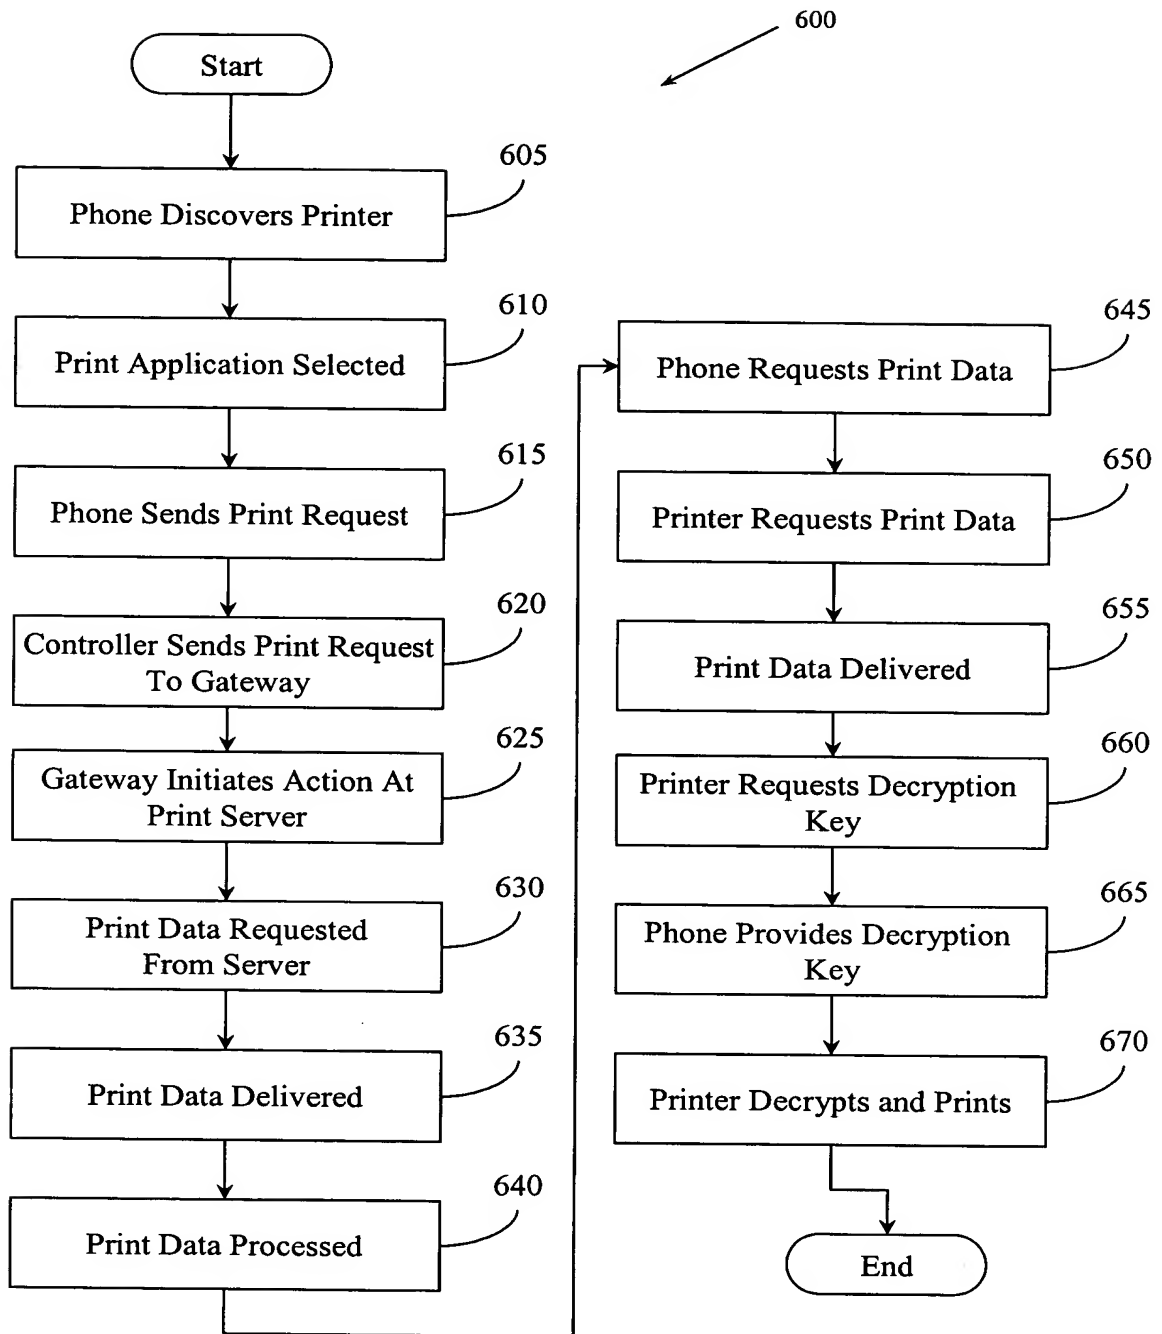 600
Start
605
Phone Discovers Printer
610
Print Application Selected
615
Phone Sends Print Request
620
Controller Sends Print Request
To Gateway
625
Gateway Initiates Action At
Print Server
630
Print Data Requested
From Server
635
Print Data Delivered
640
Print Data Processed
645
Phone Requests Print Data
650
Printer Requests Print Data
655
Print Data Delivered
660
Printer Requests Decryption
Key
665
Phone Provides Decryption
Key
670
Printer Decrypts and Prints
End